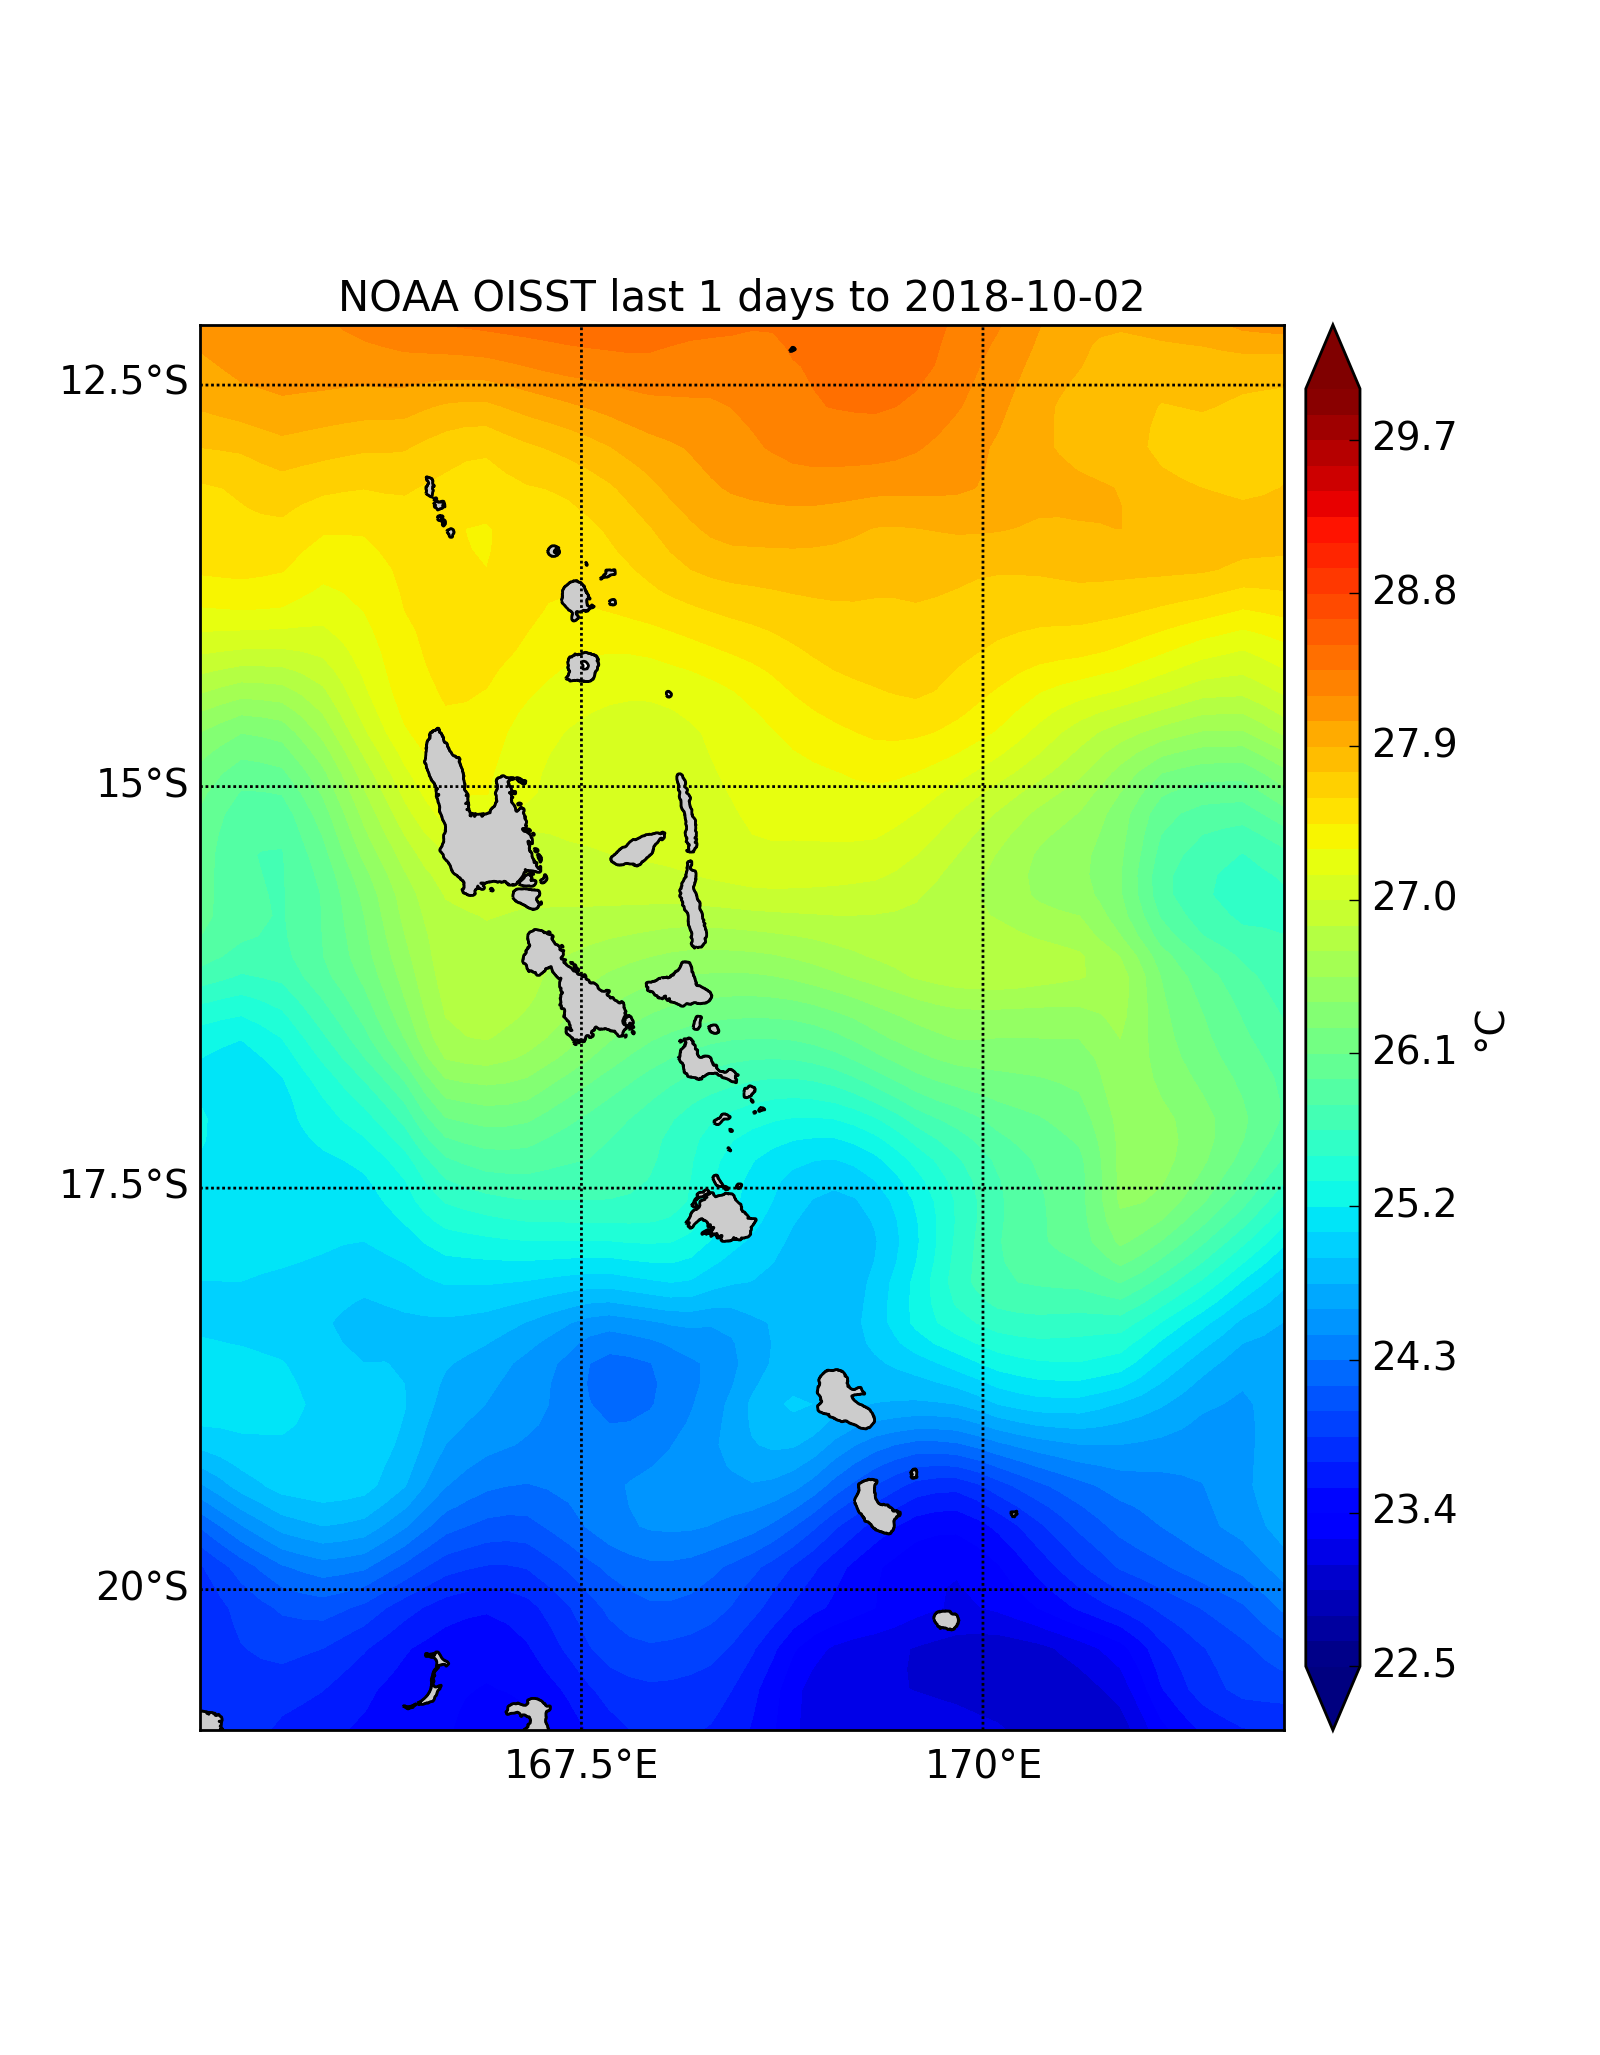 NOAA OISST last 1 days to 2018-10-02
12.5°S
15°S
17.5°S
20°S
167.5°E
170°E
29.7
28.8
27.9
27.0
26.1
25.2
24.3
23.4
22.5
°C